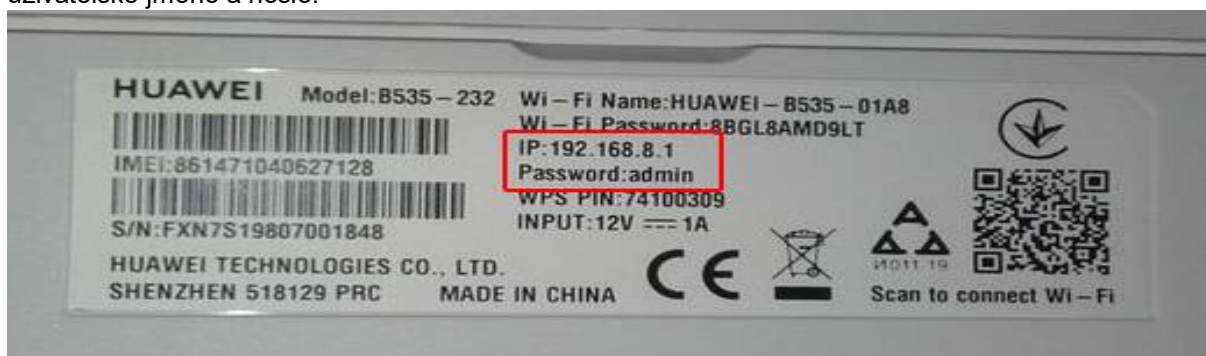 HUAWEI Model:B535-232
IMEI:861471040627128
S/N:FXN7S19807001848
HUAWEI TECHNOLOGIES CO., LTD.
SHENZHEN 518129 PRC MADE IN CHINA
Wi-Fi Name:HUAWEI-B535-01A8
Wi-Fi Password:8BGL8AMD9LT
IP:192.168.8.1
Password:admin
WPS PIN:74100309
INPUT:12V 1A
CE
Scan to connect Wi-Fi